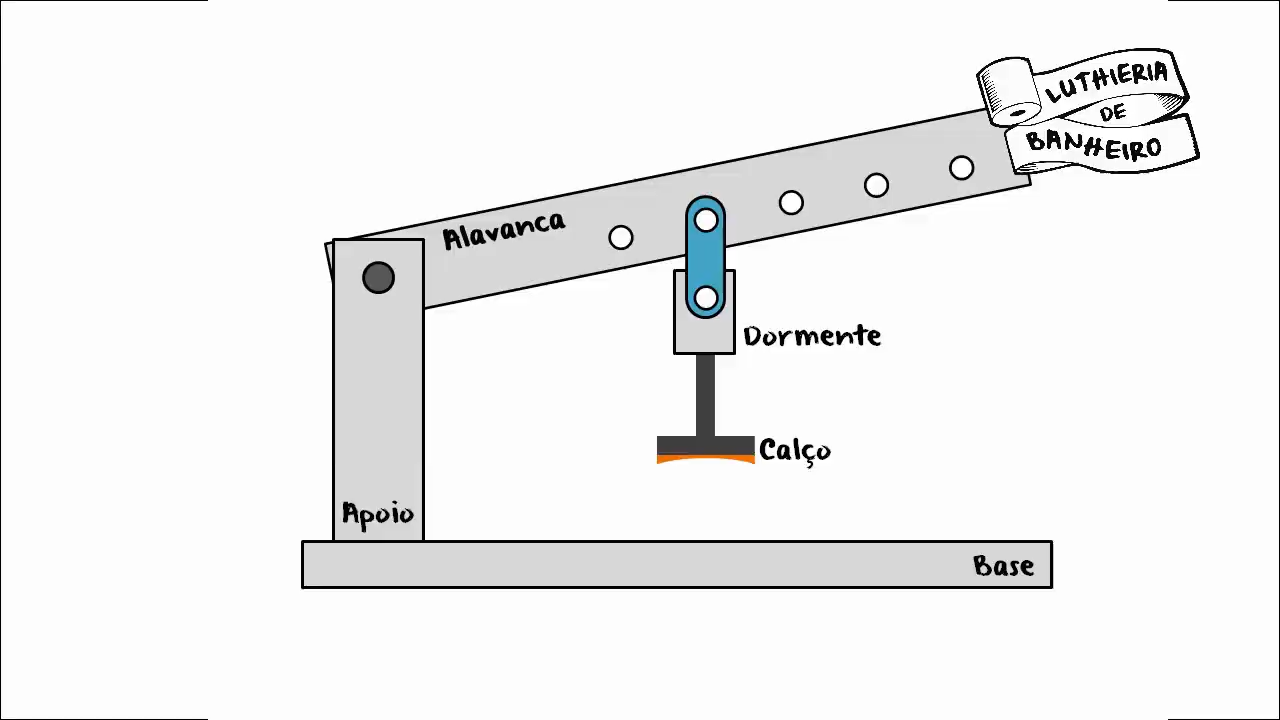 LUTHIERIA
DE
BANHEIRO
Alavanca
Dormente
Calço
Apoio
Base